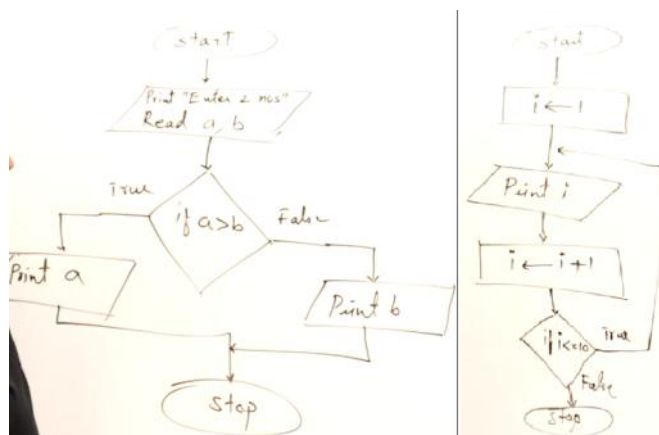 start
Print "Enter 2 nos"
Read a, b
True
if a>b
False
Print a
Print b
Stop
Start
i ← 1
Print i
i ← i+1
if i<=10
True
False
Stop